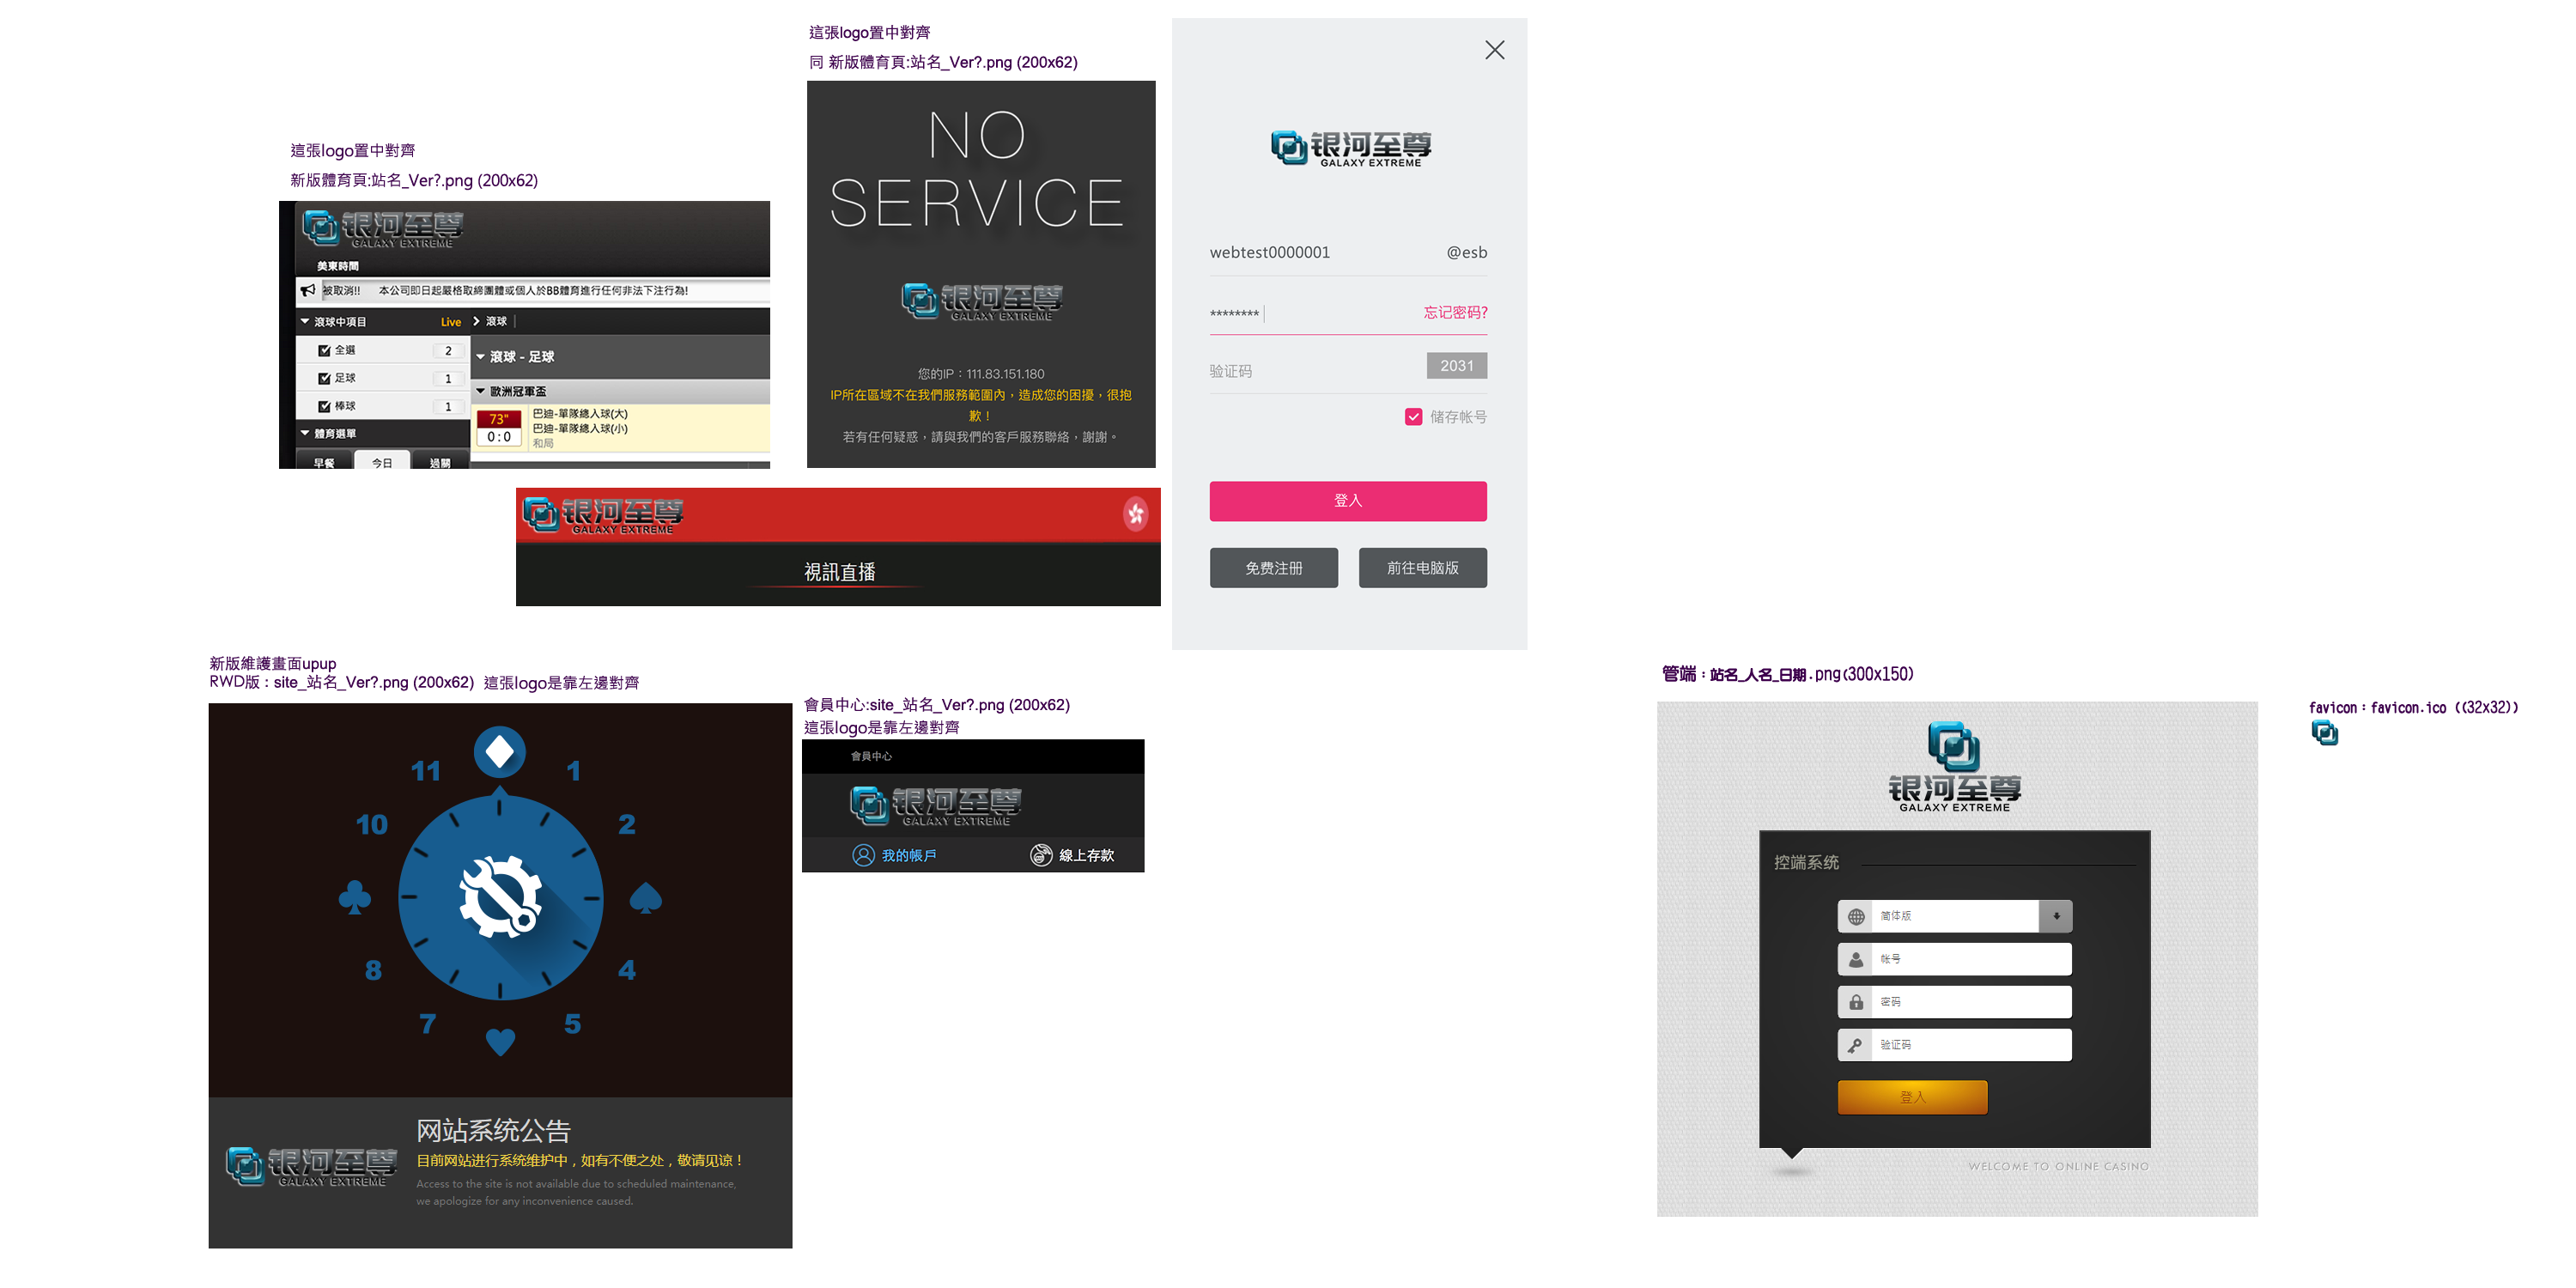 這張logo置中對齊
同 新版體育頁:站名_Ver?.png (200x62)
NO
SERVICE
银河至尊
GALAXY EXTREME
您的IP：111.83.151.180
IP所在區域不在我們服務範圍內，造成您的困擾，很抱
歉！
若有任何疑惑，請與我們的客戶服務聯絡，謝謝。
這張logo置中對齊
新版體育頁:站名_Ver?.png (200x62)
银河至尊
GALAXY EXTREME
美東時間
被取消!! 本公司即日起嚴格取締團體或個人於BB體育進行任何非法下注行為!
滾球中項目 Live 滾球
全選 2
滾球 - 足球
足球 1
歐洲冠軍盃
棒球 1
73" 巴迪-單隊總入球(大)
巴迪-單隊總入球(小)
0:0 和局
體育選單
早餐 今日 過關
银河至尊
GALAXY EXTREME
視訊直播
银河至尊
GALAXY EXTREME
webtest0000001 @esb
******** 忘记密码?
验证码 2031
储存帐号
登入
免费注册 前往电脑版
新版維護畫面upup
RWD版：site_站名_Ver?.png (200x62) 這張logo是靠左邊對齊
11 1
10 2
8 4
7 5
银河至尊
GALAXY EXTREME
网站系统公告
目前网站进行系统维护中，如有不便之处，敬请见谅！
Access to the site is not available due to scheduled maintenance,
we apologize for any inconvenience caused.
會員中心:site_站名_Ver?.png (200x62)
這張logo是靠左邊對齊
會員中心
银河至尊
GALAXY EXTREME
我的帳戶 線上存款
管端：站名_人名_日期.png(300x150)
银河至尊
GALAXY EXTREME
控端系统
简体版
帐号
密码
验证码
登入
WELCOME TO ONLINE CASINO
favicon：favicon.ico ((32x32))